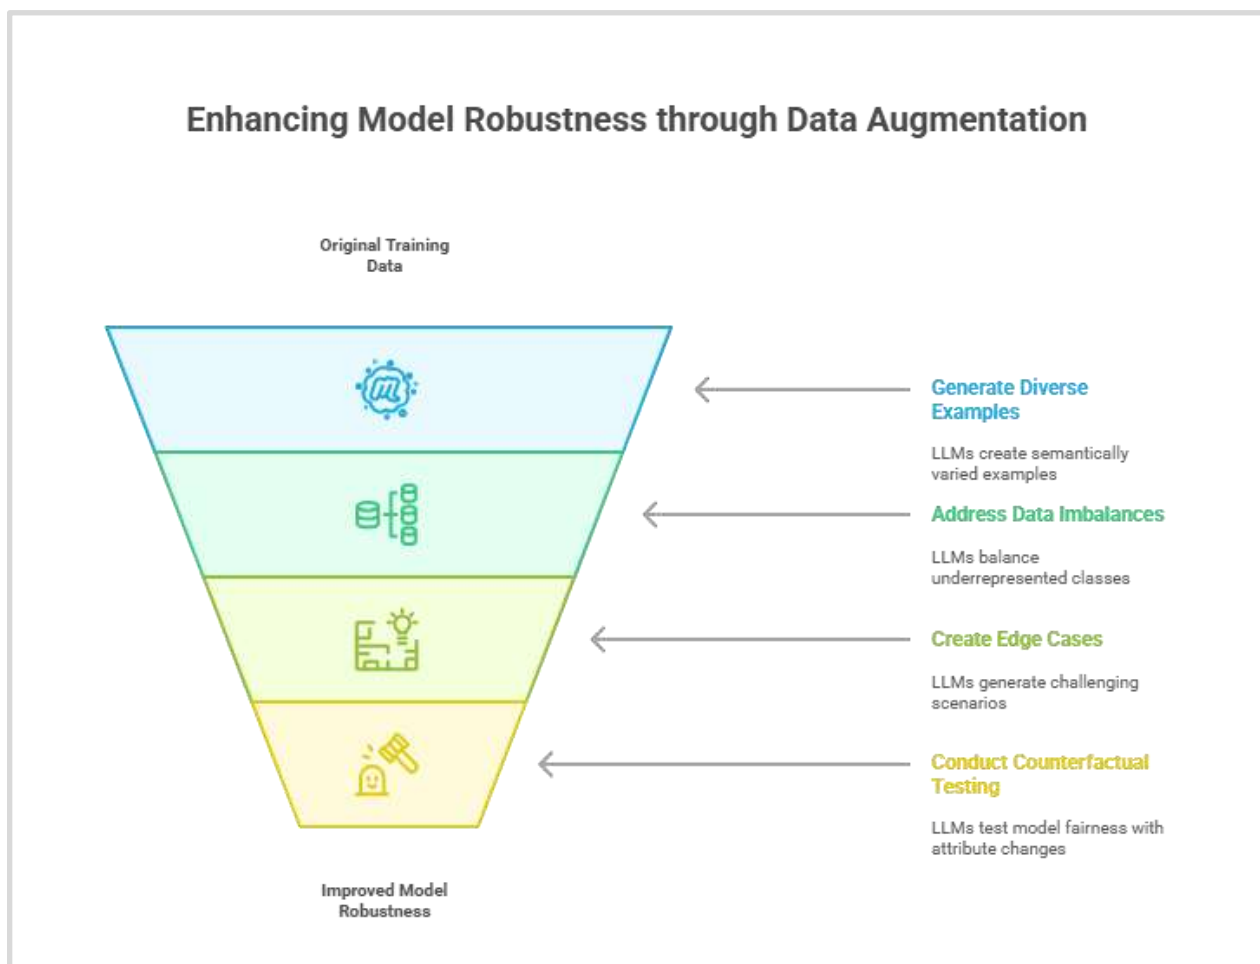 Enhancing Model Robustness through Data Augmentation
Original Training
Data
Generate Diverse
Examples
LLMs create semantically
varied examples
Address Data Imbalances
LLMs balance
underrepresented classes
Create Edge Cases
LLMs generate challenging
scenarios
Conduct Counterfactual
Testing
LLMs test model fairness with
attribute changes
Improved Model
Robustness